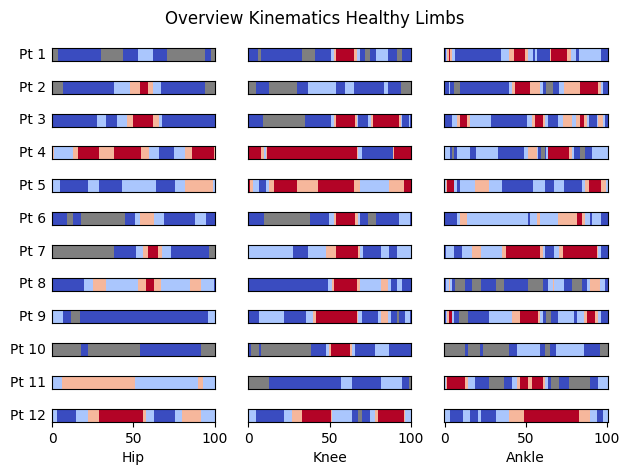 Overview Kinematics Healthy Limbs
Pt 1
Pt 2
Pt 3
Pt 4
Pt 5
Pt 6
Pt 7
Pt 8
Pt 9
Pt 10
Pt 11
Pt 12
0 50 100 0 50 100 0 50 100
Hip Knee Ankle